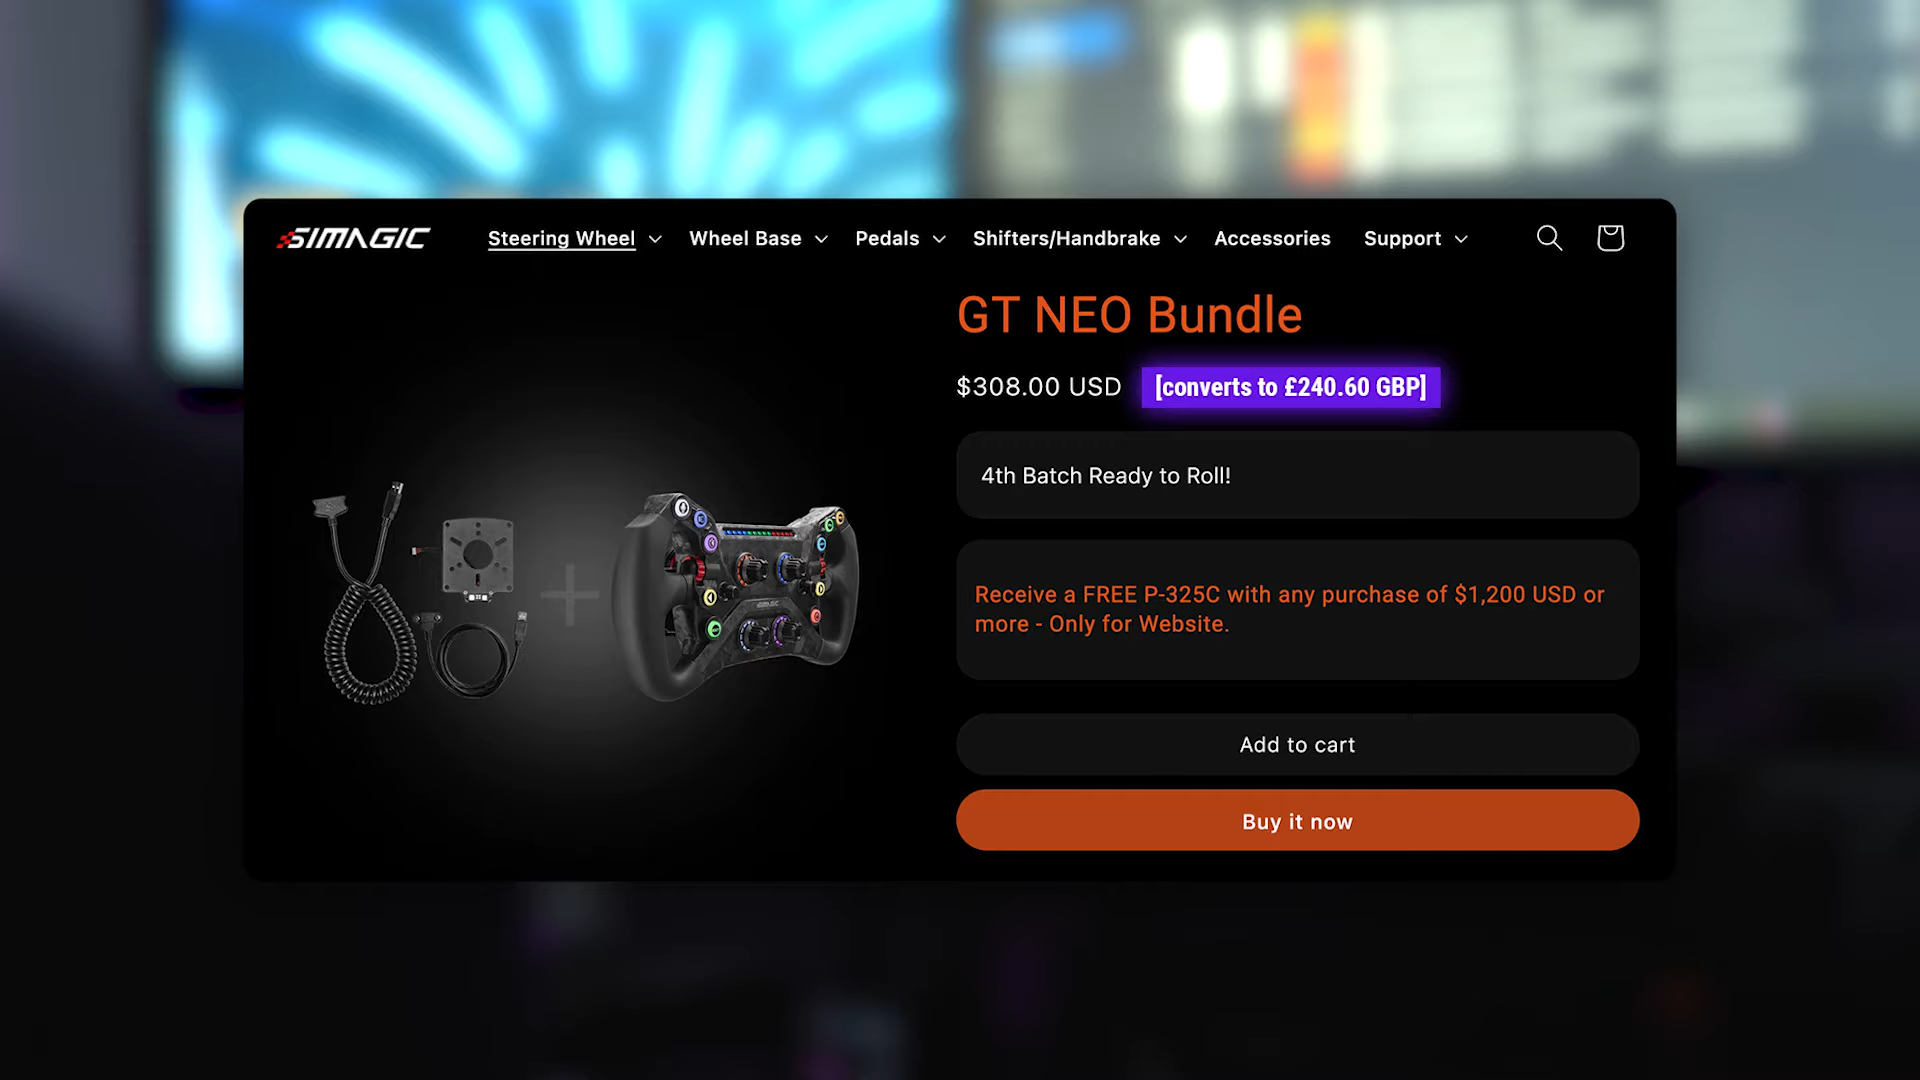 SIMAGIC
Steering Wheel
Wheel Base
Pedals
Shifters/Handbrake
Accessories
Support
GT NEO Bundle
$308.00 USD
[converts to £240.60 GBP]
4th Batch Ready to Roll!
Receive a FREE P-325C with any purchase of $1,200 USD or
more - Only for Website.
Add to cart
Buy it now